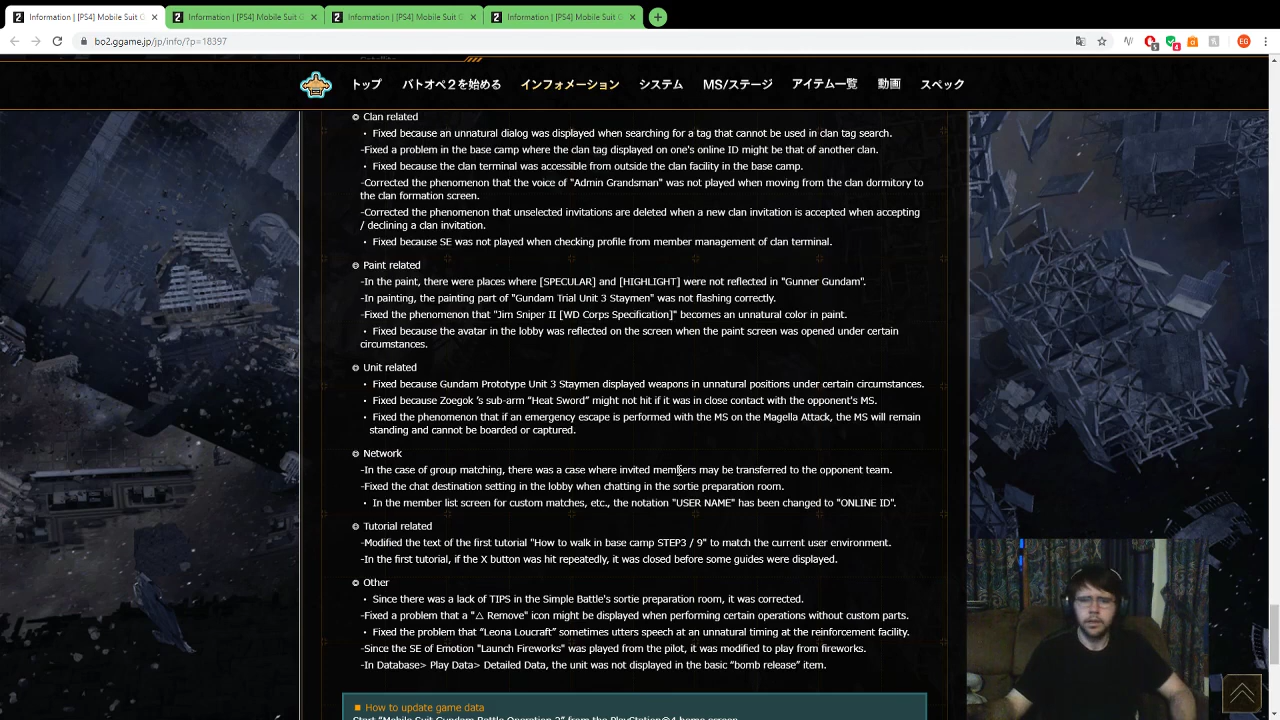 Information | [PS4] Mobile Suit G
Information | [PS4] Mobile Suit G
Information | [PS4] Mobile Suit G
Information | [PS4] Mobile Suit G
bo2.ggame.jp/jp/info/?p=18397
トップ バトオペ２を始める インフォメーション システム MS/ステージ アイテム一覧 動画 スペック
Clan related
・ Fixed because an unnatural dialog was displayed when searching for a tag that cannot be used in clan tag search.
-Fixed a problem in the base camp where the clan tag displayed on one's online ID might be that of another clan.
・ Fixed because the clan terminal was accessible from outside the clan facility in the base camp.
-Corrected the phenomenon that the voice of "Admin Grandsman" was not played when moving from the clan dormitory to
the clan formation screen.
-Corrected the phenomenon that unselected invitations are deleted when a new clan invitation is accepted when accepting
/ declining a clan invitation.
・ Fixed because SE was not played when checking profile from member management of clan terminal.
Paint related
-In the paint, there were places where [SPECULAR] and [HIGHLIGHT] were not reflected in "Gunner Gundam".
-In painting, the painting part of "Gundam Trial Unit 3 Staymen" was not flashing correctly.
-Fixed the phenomenon that "Jim Sniper II [WD Corps Specification]" becomes an unnatural color in paint.
・ Fixed because the avatar in the lobby was reflected on the screen when the paint screen was opened under certain
circumstances.
Unit related
・ Fixed because Gundam Prototype Unit 3 Staymen displayed weapons in unnatural positions under certain circumstances.
・ Fixed because Zoegok 's sub-arm "Heat Sword" might not hit if it was in close contact with the opponent's MS.
・ Fixed the phenomenon that if an emergency escape is performed with the MS on the Magella Attack, the MS will remain
standing and cannot be boarded or captured.
Network
-In the case of group matching, there was a case where invited members may be transferred to the opponent team.
-Fixed the chat destination setting in the lobby when chatting in the sortie preparation room.
・ In the member list screen for custom matches, etc., the notation "USER NAME" has been changed to "ONLINE ID".
Tutorial related
-Modified the text of the first tutorial "How to walk in base camp STEP3 / 9" to match the current user environment.
-In the first tutorial, if the X button was hit repeatedly, it was closed before some guides were displayed.
Other
・ Since there was a lack of TIPS in the Simple Battle's sortie preparation room, it was corrected.
-Fixed a problem that a "△ Remove" icon might be displayed when performing certain operations without custom parts.
・ Fixed the problem that “Leona Loucraft” sometimes utters speech at an unnatural timing at the reinforcement facility.
-Since the SE of Emotion "Launch Fireworks" was played from the pilot, it was modified to play from fireworks.
-In Database> Play Data> Detailed Data, the unit was not displayed in the basic “bomb release” item.
■ How to update game data
Start "Mobile Suit Gundam Battle Operation 2" from the PlayStation®4 home screen